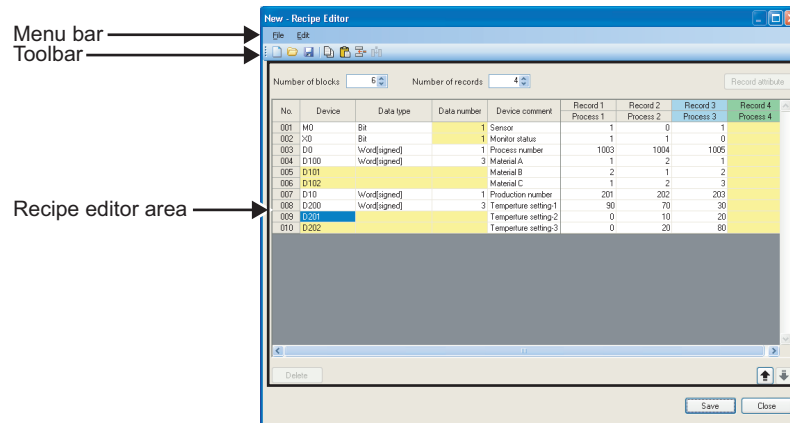 New - Recipe Editor
Menu bar
File Edit
Toolbar
Number of blocks 6 Number of records 4 Record attribute
No. Device Data type Data number Device comment Record 1 Record 2 Record 3 Record 4
Process 1 Process 2 Process 3 Process 4
001 M0 Bit 1 Sensor 1 0 1
002 X0 Bit 1 Monitor status 1 1 0
003 D0 Word(signed) 1 Process number 1003 1004 1005
004 D100 Word(signed) 3 Material A 1 2 1
005 D101 Material B 2 1 2
006 D102 Material C 1 2 3
007 D10 Word(signed) 1 Production number 201 202 203
Recipe editor area
008 D200 Word(signed) 3 Temperture setting-1 90 70 30
009 D201 Temperture setting-2 0 10 20
010 D202 Temperture setting-3 0 20 80
Delete
Save Close